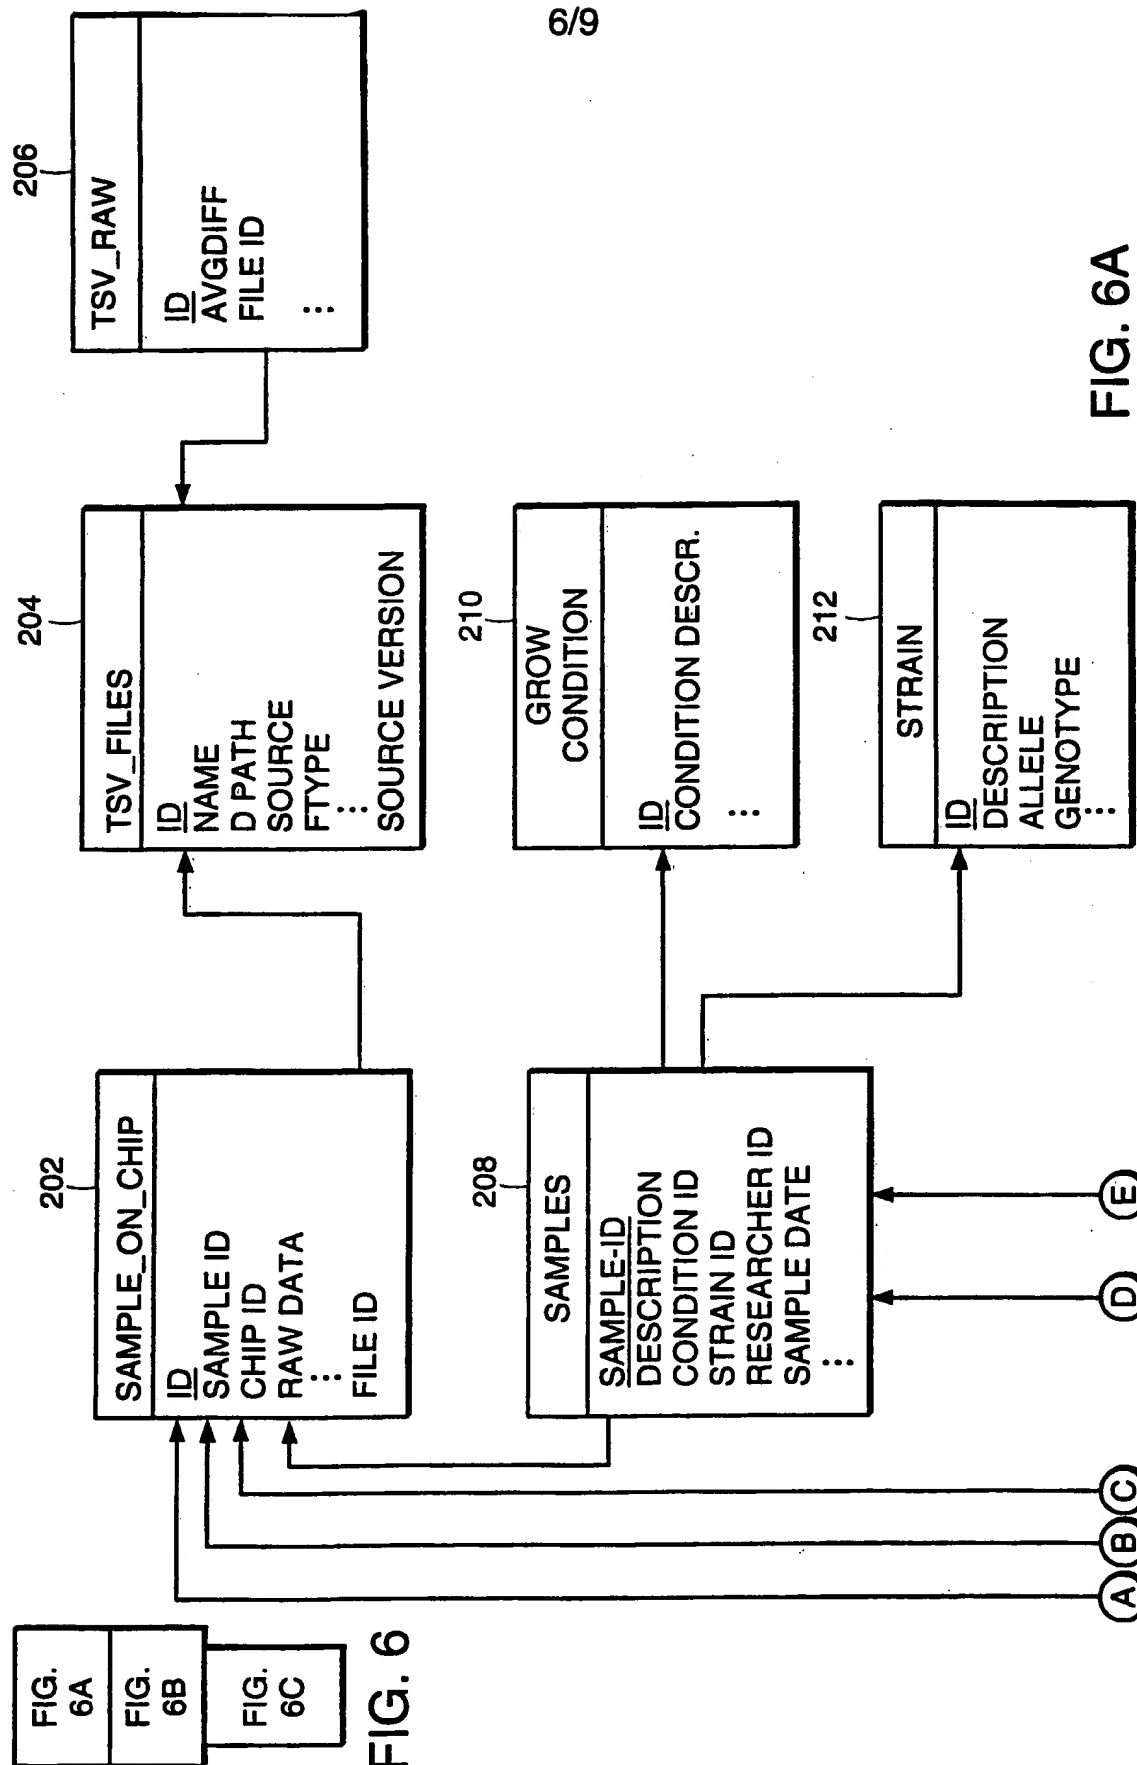 6/9
FIG.
6A
FIG.
6B
FIG.
6C
FIG. 6
202
SAMPLE_ON_CHIP
ID
SAMPLE ID
CHIP ID
RAW DATA
⋮
FILE ID
204
TSV_FILES
ID
NAME
D PATH
SOURCE
FTYPE
⋮
SOURCE VERSION
206
TSV_RAW
ID
AVGDIFF
FILE ID
⋮
208
SAMPLES
SAMPLE-ID
DESCRIPTION
CONDITION ID
STRAIN ID
RESEARCHER ID
SAMPLE DATE
⋮
210
GROW
CONDITION
ID
CONDITION DESCR.
⋮
212
STRAIN
ID
DESCRIPTION
ALLELE
GENOTYPE
⋮
A
B
C
D
E
FIG. 6A